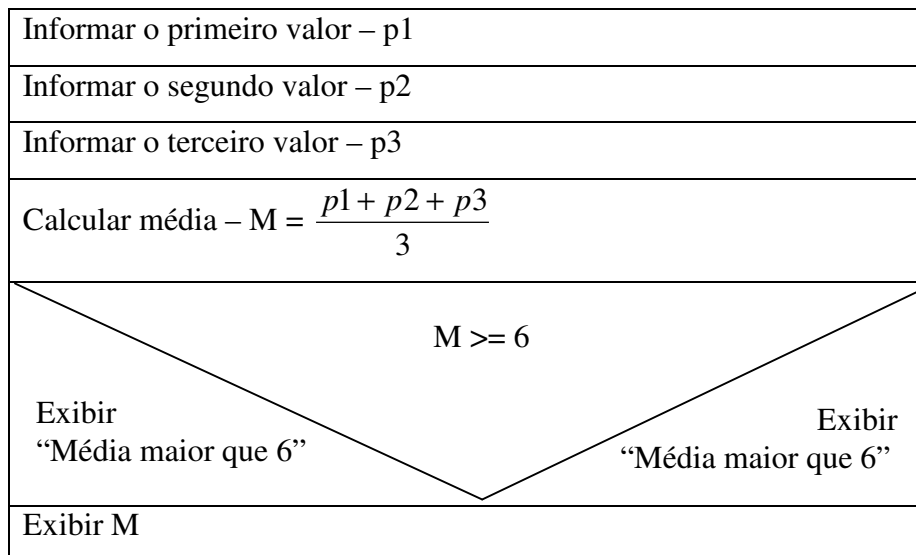 Informar o primeiro valor – p1
Informar o segundo valor – p2
Informar o terceiro valor – p3
Calcular média – M = \frac{p1 + p2 + p3}{3}
M >= 6
Exibir
“Média maior que 6”
Exibir
“Média maior que 6”
Exibir M